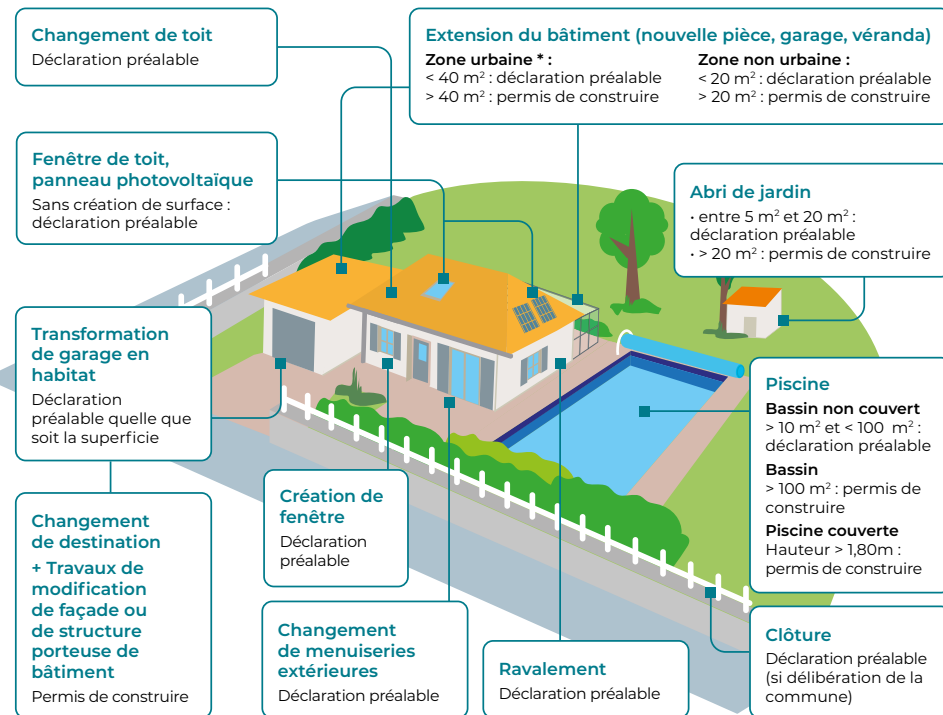 Changement de toit
Déclaration préalable
Extension du bâtiment (nouvelle pièce, garage, véranda)
Zone urbaine * :
< 40 m² : déclaration préalable
> 40 m² : permis de construire
Zone non urbaine :
< 20 m² : déclaration préalable
> 20 m² : permis de construire
Fenêtre de toit,
panneau photovoltaïque
Sans création de surface :
déclaration préalable
Abri de jardin
• entre 5 m² et 20 m² :
déclaration préalable
• > 20 m² : permis de construire
Transformation
de garage en
habitat
Déclaration
préalable quelle que
soit la superficie
Piscine
Bassin non couvert
> 10 m² et < 100 m² :
déclaration préalable
Bassin
> 100 m² : permis de
construire
Piscine couverte
Hauteur > 1,80m :
permis de construire
Changement
de destination
+ Travaux de
modification
de façade ou
de structure
porteuse de
bâtiment
Permis de construire
Création de
fenêtre
Déclaration
préalable
Changement
de menuiseries
extérieures
Déclaration préalable
Ravalement
Déclaration préalable
Clôture
Déclaration préalable
(si délibération de la
commune)